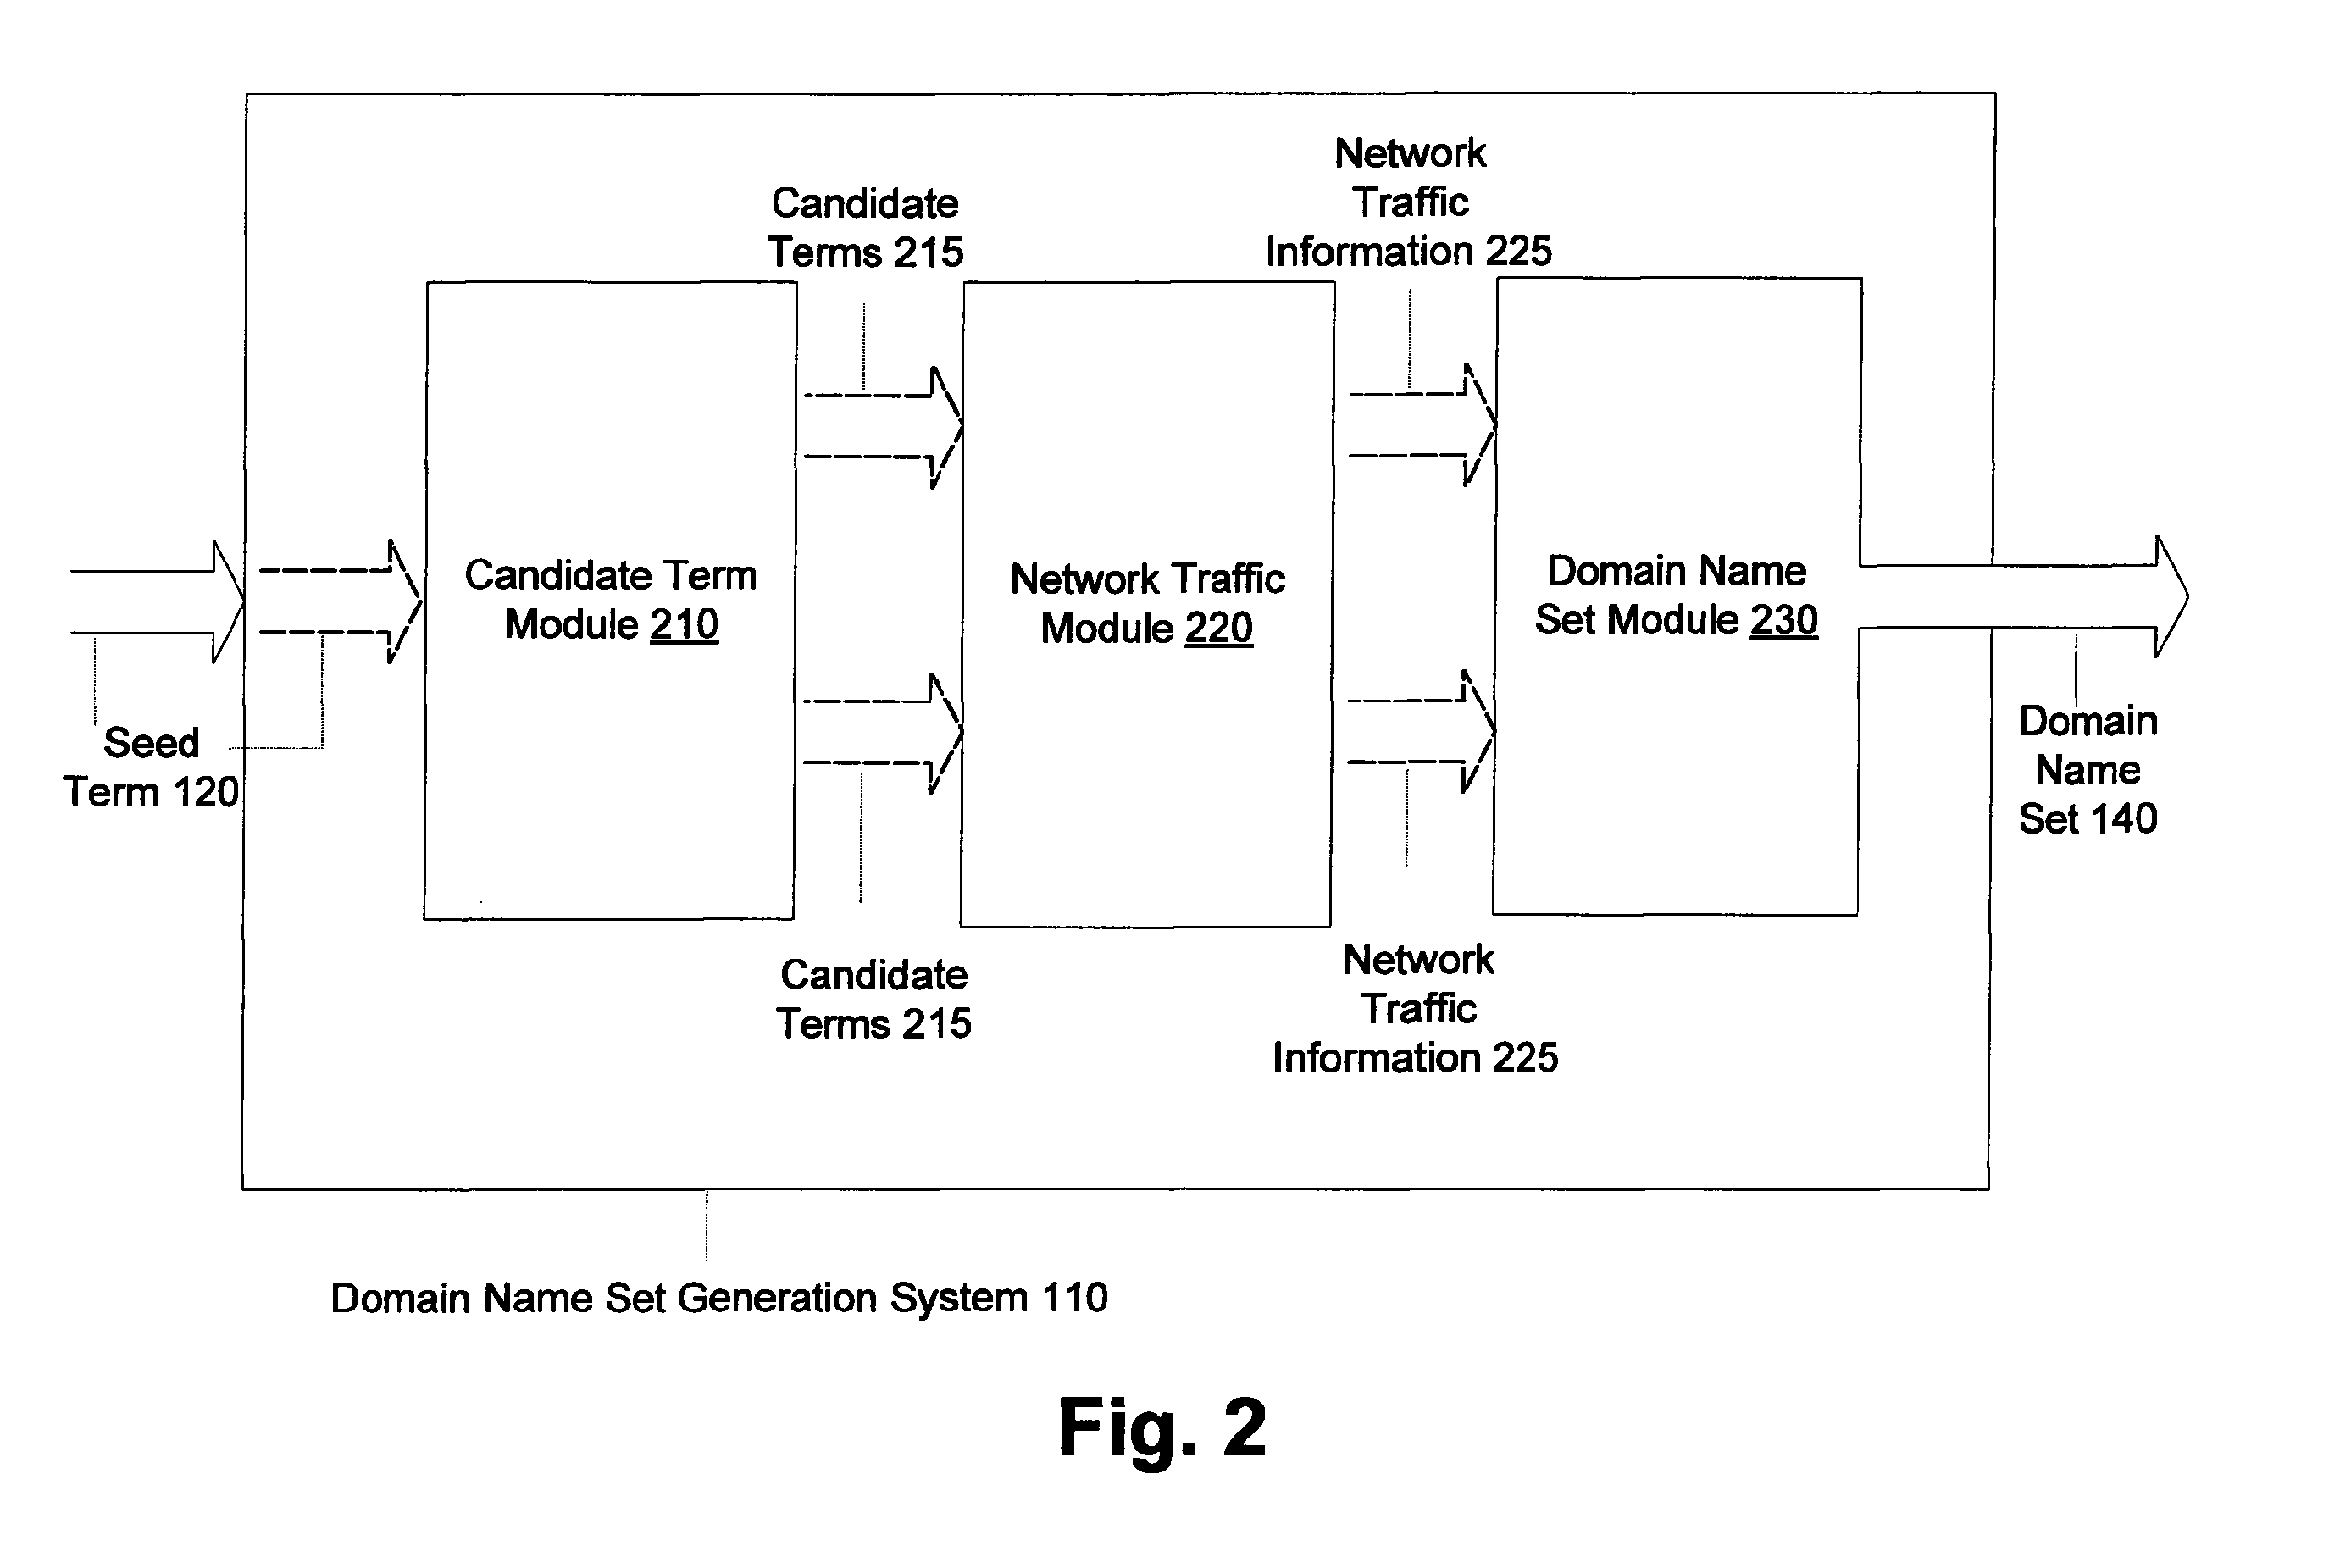 Candidate
Terms 215
Network
Traffic
Information 225
Candidate Term
Module 210
Network Traffic
Module 220
Domain Name
Set Module 230
Seed
Term 120
Domain
Name
Set 140
Candidate
Terms 215
Network
Traffic
Information 225
Domain Name Set Generation System 110
Fig. 2